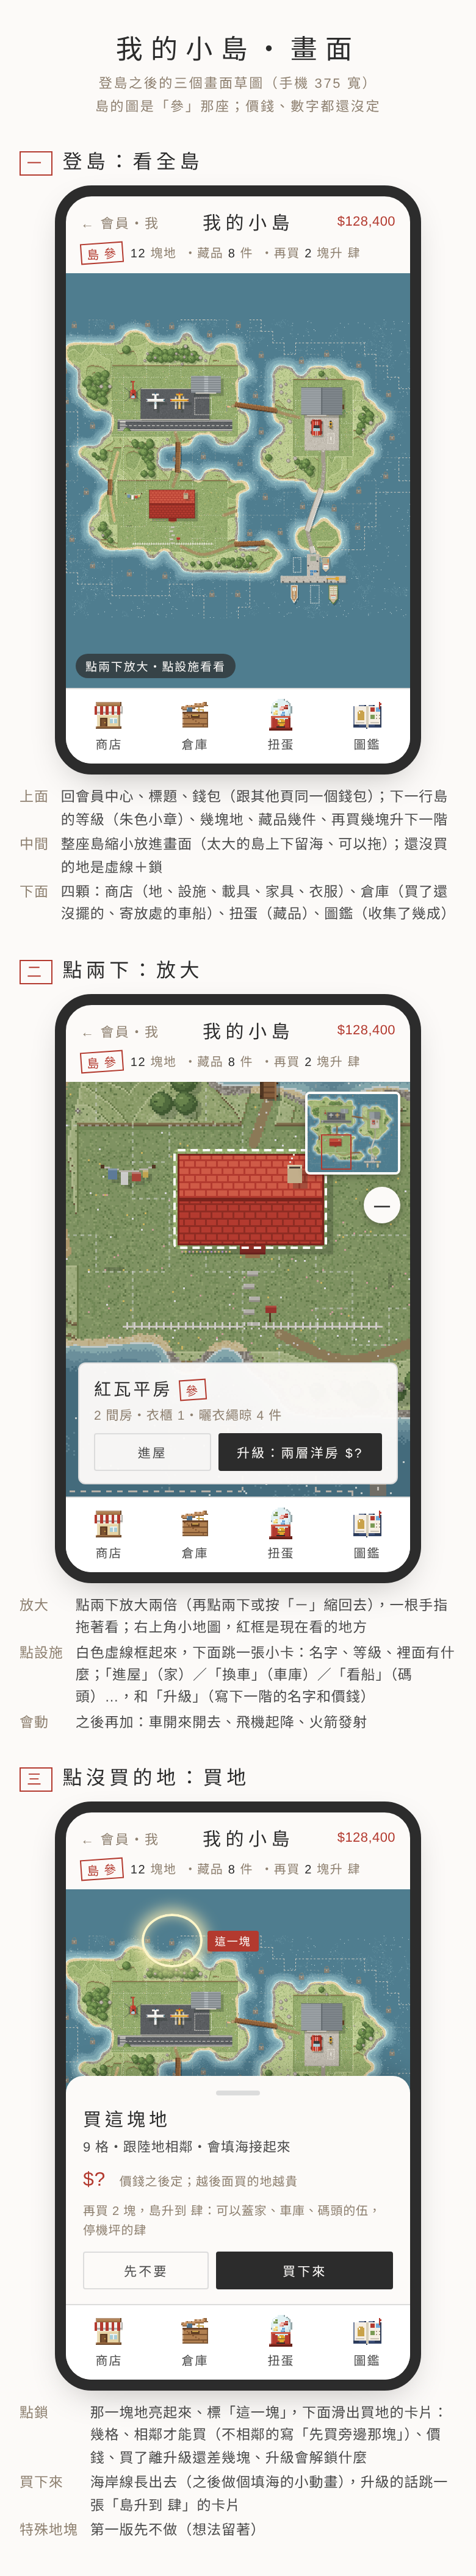 我的小島・畫面
登島之後的三個畫面草圖（手機 375 寬）
島的圖是「參」那座；價錢、數字都還沒定
一 登島：看全島
← 會員・我 我的小島 $128,400
島 參 12 塊地 ・藏品 8 件 ・再買 2 塊升 肆
點兩下放大・點設施看看
商店 倉庫 扭蛋 圖鑑
上面 回會員中心、標題、錢包（跟其他頁同一個錢包）；下一行島
的等級（朱色小章）、幾塊地、藏品幾件、再買幾塊升下一階
中間 整座島縮小放進畫面（太大的島上下留海、可以拖）；還沒買
的地是虛線＋鎖
下面 四顆：商店（地、設施、載具、家具、衣服）、倉庫（買了還
沒擺的、寄放處的車船）、扭蛋（藏品）、圖鑑（收集了幾成）
二 點兩下：放大
← 會員・我 我的小島 $128,400
島 參 12 塊地 ・藏品 8 件 ・再買 2 塊升 肆
－
紅瓦平房 參
2 間房・衣櫃 1・曬衣繩晾 4 件
進屋 升級：兩層洋房 $?
商店 倉庫 扭蛋 圖鑑
放大 點兩下放大兩倍（再點兩下或按「－」縮回去），一根手指
拖著看；右上角小地圖，紅框是現在看的地方
點設施 白色虛線框起來，下面跳一張小卡：名字、等級、裡面有什
麼；「進屋」（家）／「換車」（車庫）／「看船」（碼
頭）…，和「升級」（寫下一階的名字和價錢）
會動 之後再加：車開來開去、飛機起降、火箭發射
三 點沒買的地：買地
← 會員・我 我的小島 $128,400
島 參 12 塊地 ・藏品 8 件 ・再買 2 塊升 肆
這一塊
買這塊地
9 格・跟陸地相鄰・會填海接起來
$? 價錢之後定；越後面買的地越貴
再買 2 塊，島升到 肆：可以蓋家、車庫、碼頭的伍，
停機坪的肆
先不要 買下來
商店 倉庫 扭蛋 圖鑑
點鎖 那一塊地亮起來、標「這一塊」，下面滑出買地的卡片：
幾格、相鄰才能買（不相鄰的寫「先買旁邊那塊」）、價
錢、買了離升級還差幾塊、升級會解鎖什麼
買下來 海岸線長出去（之後做個填海的小動畫），升級的話跳一
張「島升到 肆」的卡片
特殊地塊 第一版先不做（想法留著）